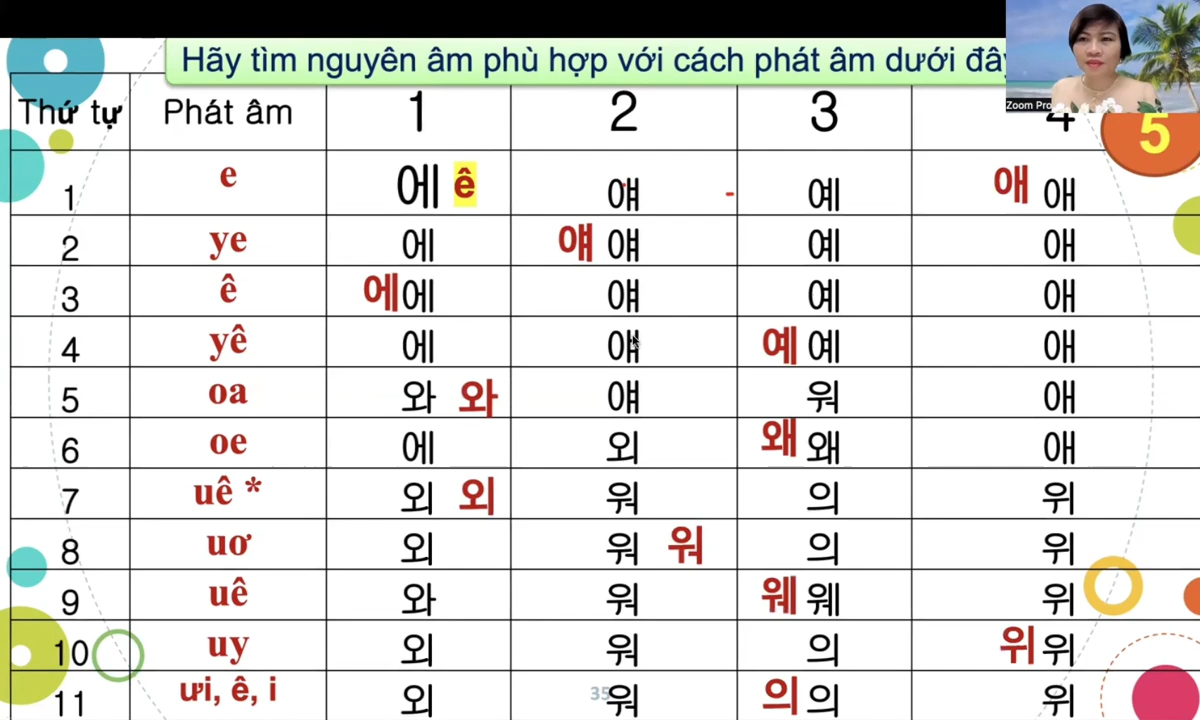 Hãy tìm nguyên âm phù hợp với cách phát âm dưới đây
Zoom Pro
Thứ tự Phát âm 1 2 3 4
5
1 e 에 ê 얘 - 예 애 애
2 ye 에 얘 얘 예 애
3 ê 에 에 얘 예 애
4 yê 에 얘 예 예 애
5 oa 와 와 얘 워 애
6 oe 에 외 왜 왜 애
7 uê * 외 외 워 의 위
8 uơ 외 워 워 의 위
9 uê 와 워 웨 웨 위
10 uy 외 워 의 위 위
11 ưi, ê, i 외 워 의 의 위
35